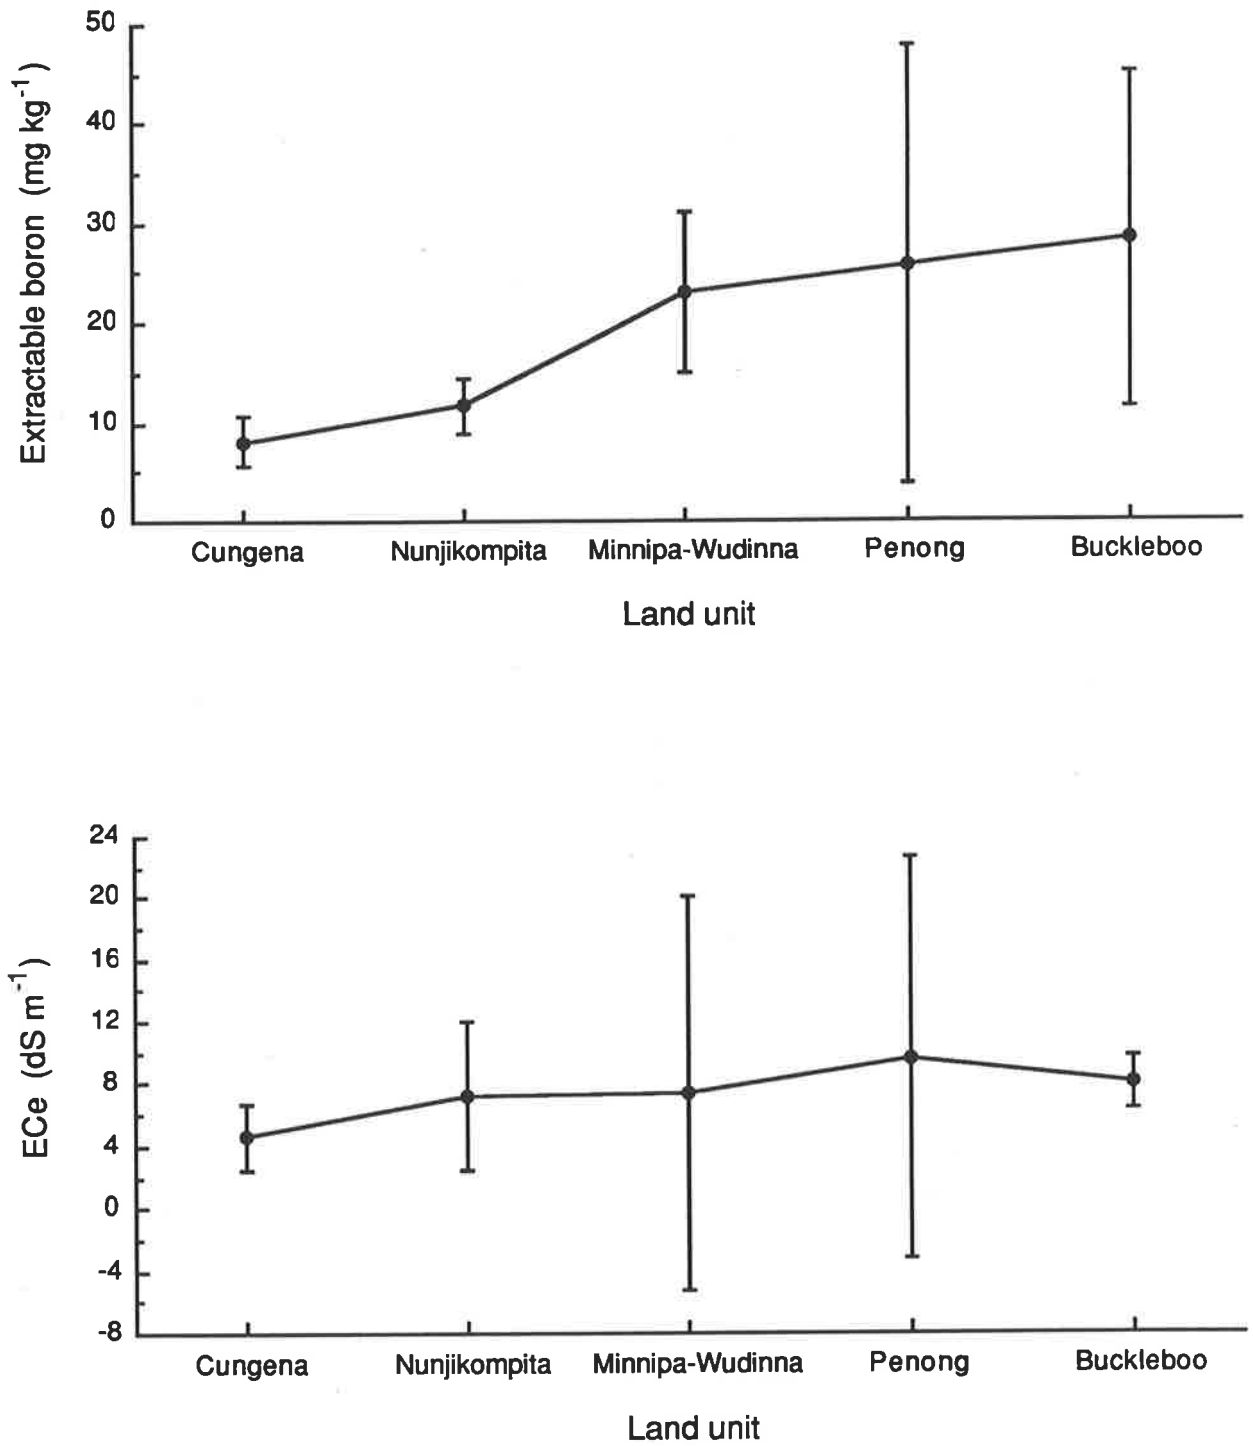 50
40
30
20
10
0
Extractable boron (mg kg⁻¹)
Cungena Nunjikompita Minnipa-Wudinna Penong Buckleboo
Land unit
24
20
16
12
8
4
0
-4
-8
ECe (dS m⁻¹)
Cungena Nunjikompita Minnipa-Wudinna Penong Buckleboo
Land unit